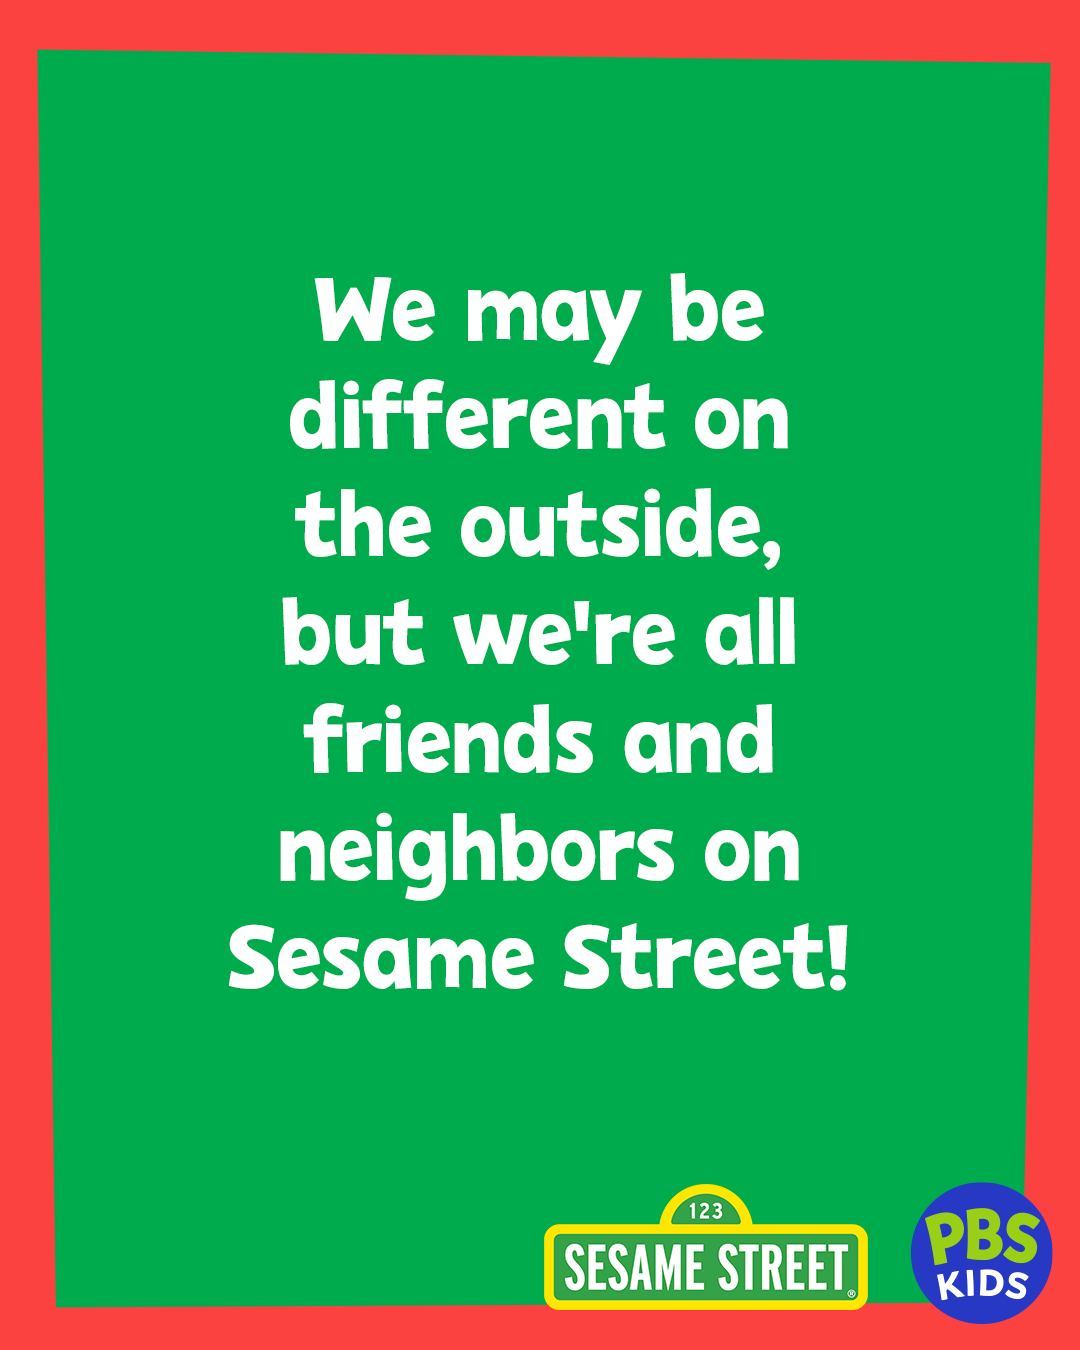 We may be
different on
the outside,
but we're all
friends and
neighbors on
Sesame Street!
123
SESAME STREET®
PBS
KIDS